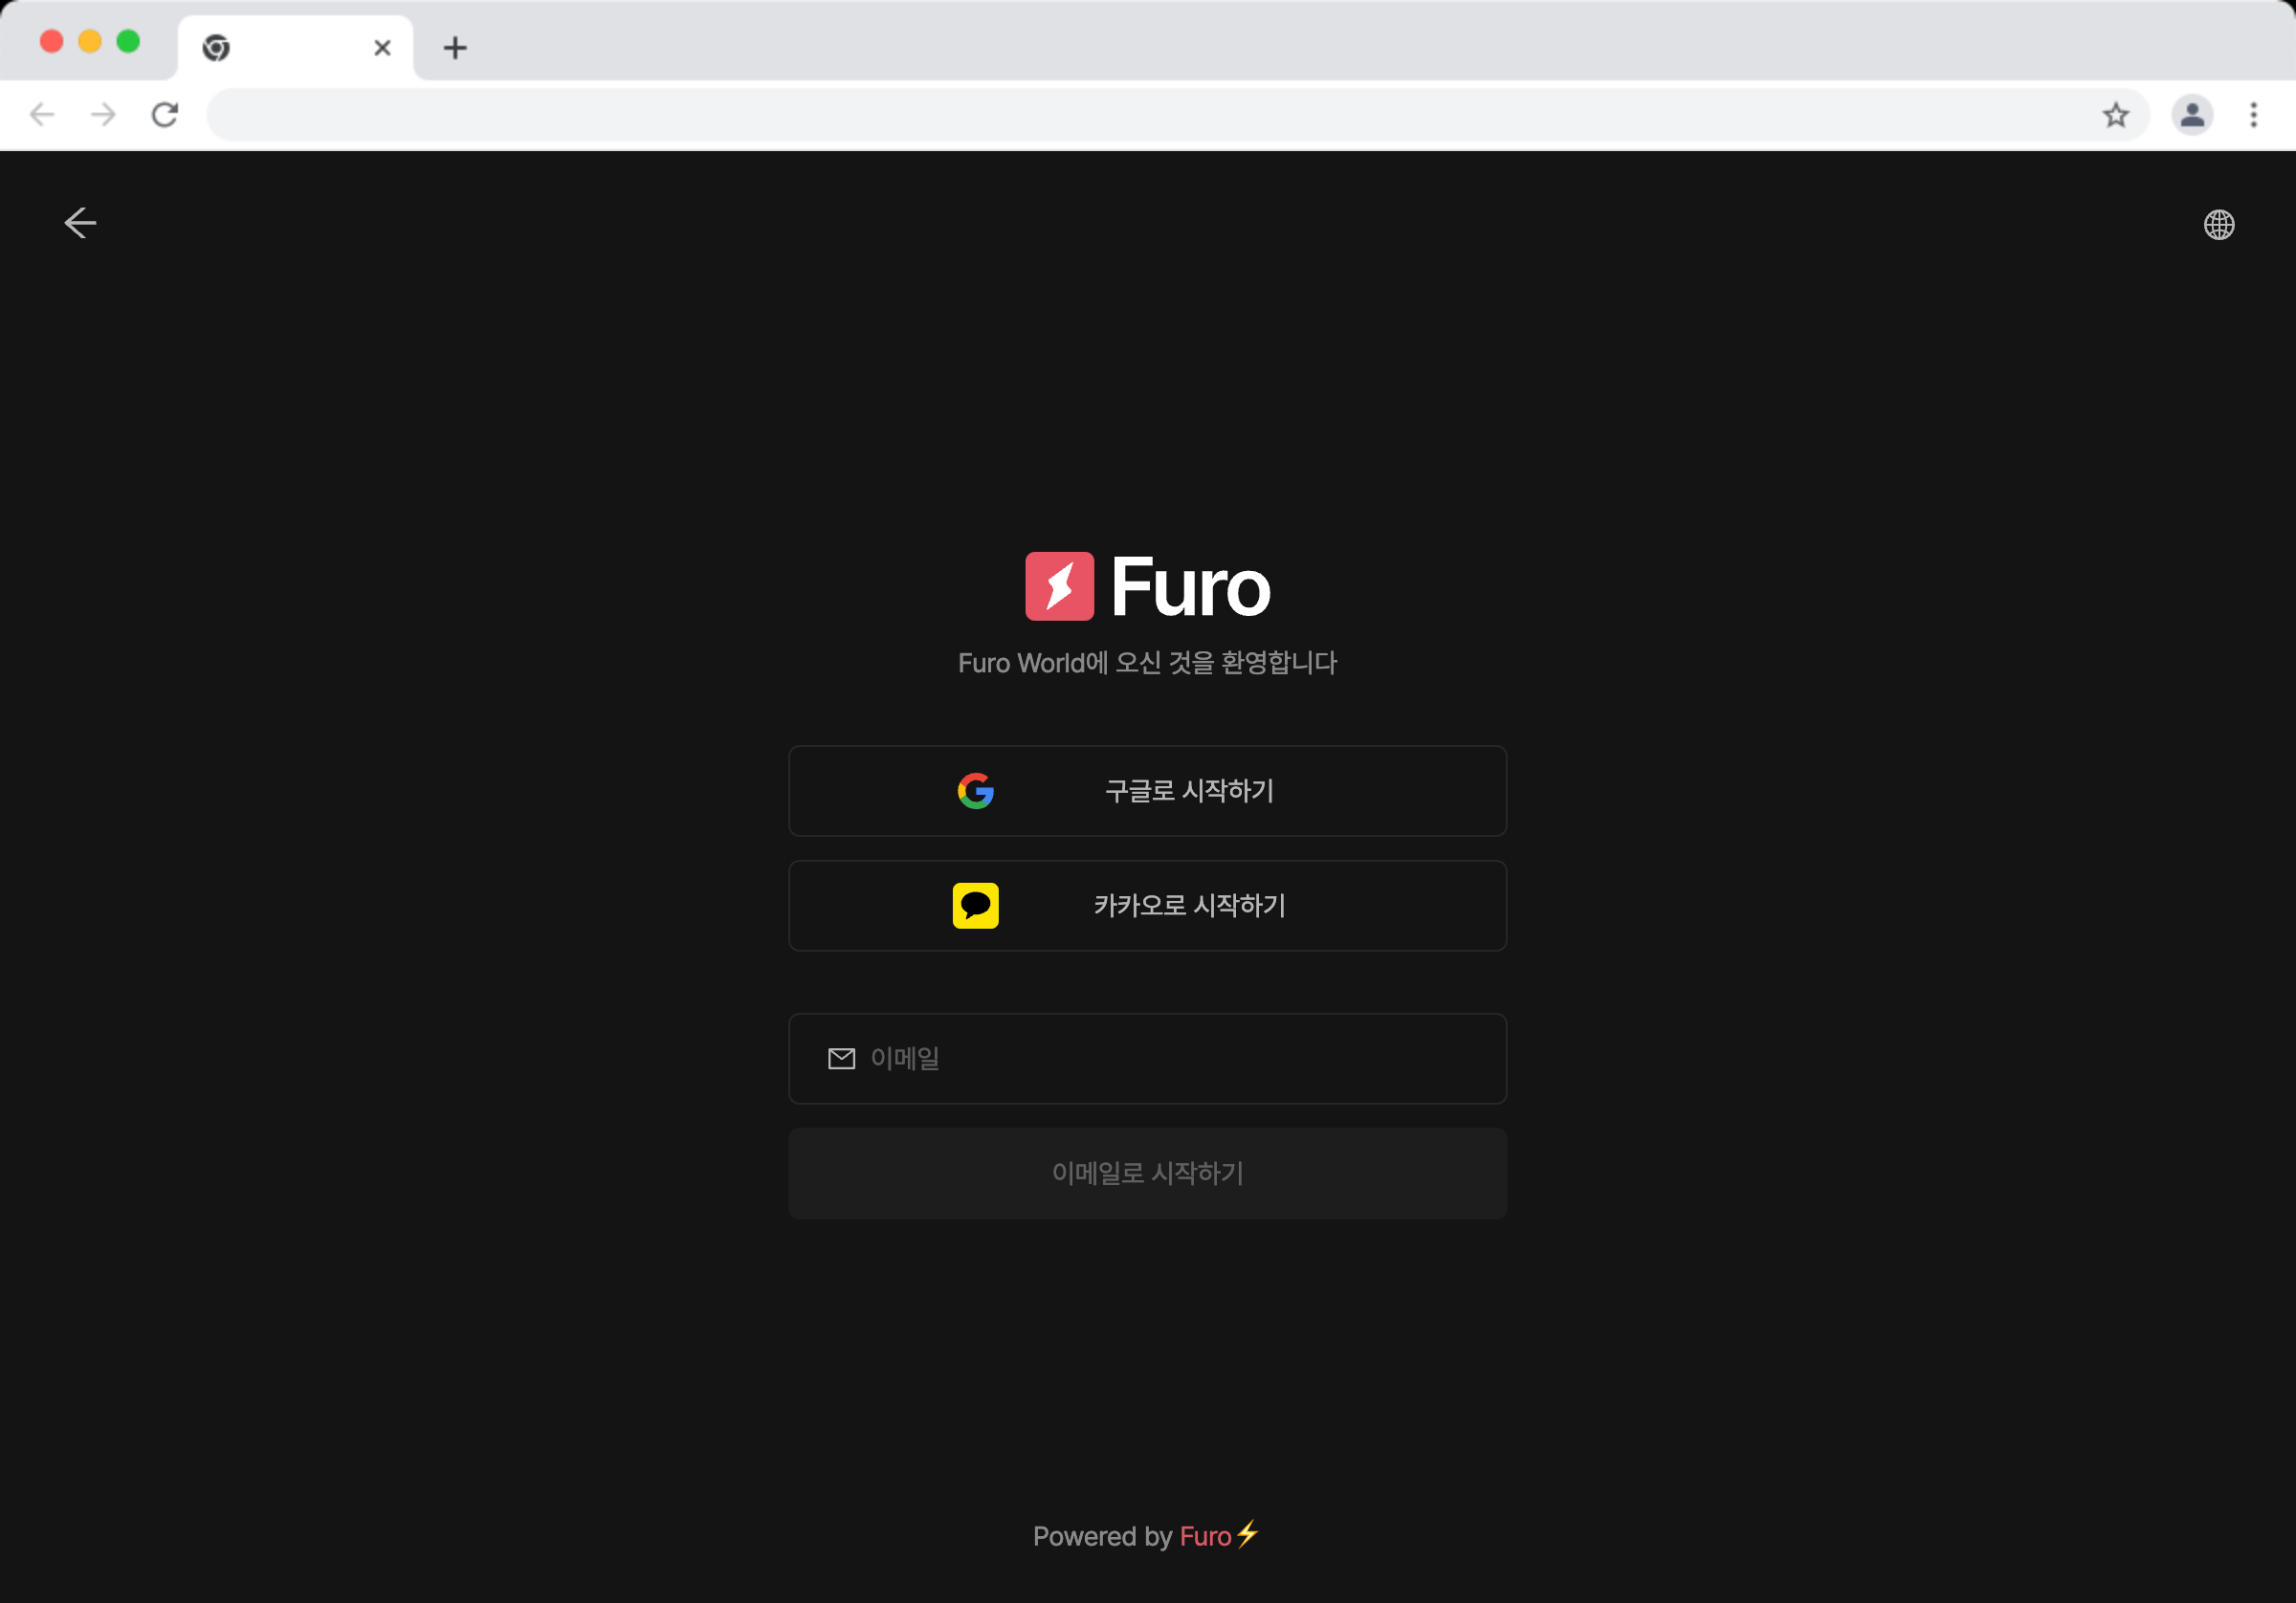 Furo
Furo World에 오신 것을 환영합니다
구글로 시작하기
카카오로 시작하기
이메일
이메일로 시작하기
Powered by Furo⚡